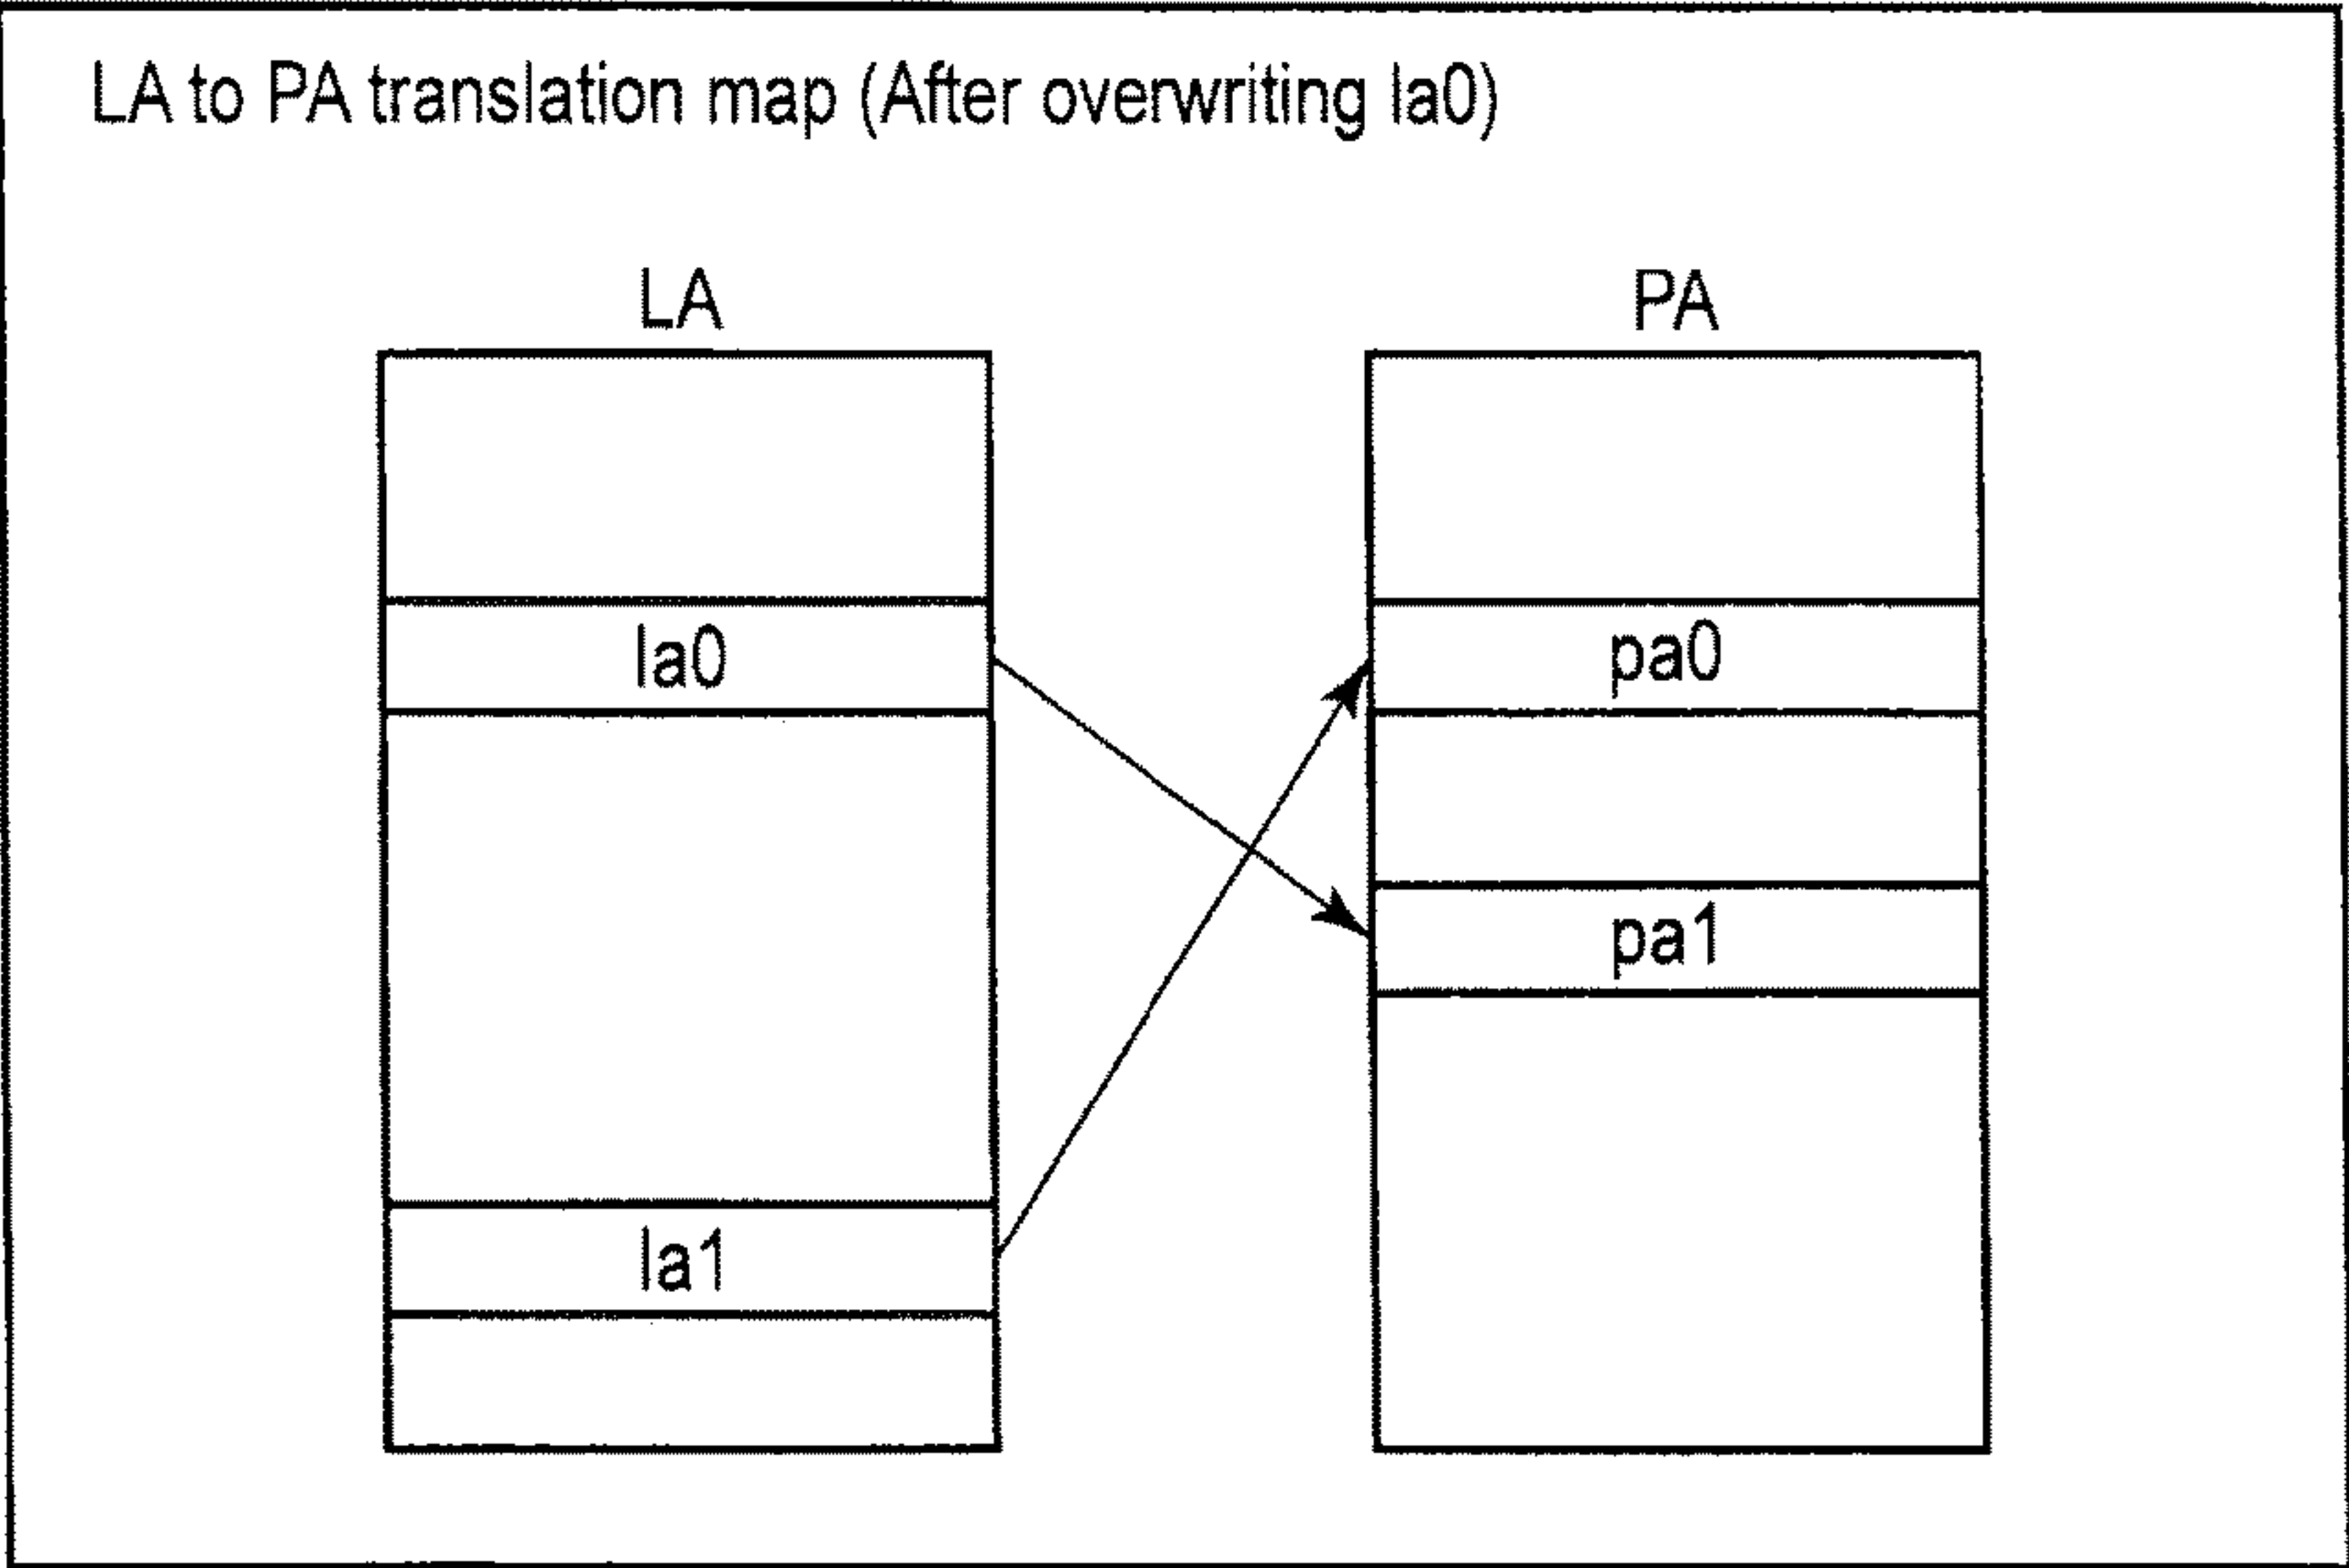 LA to PA translation map (After overwriting la0)
LA
PA
la0
pa0
pa1
la1